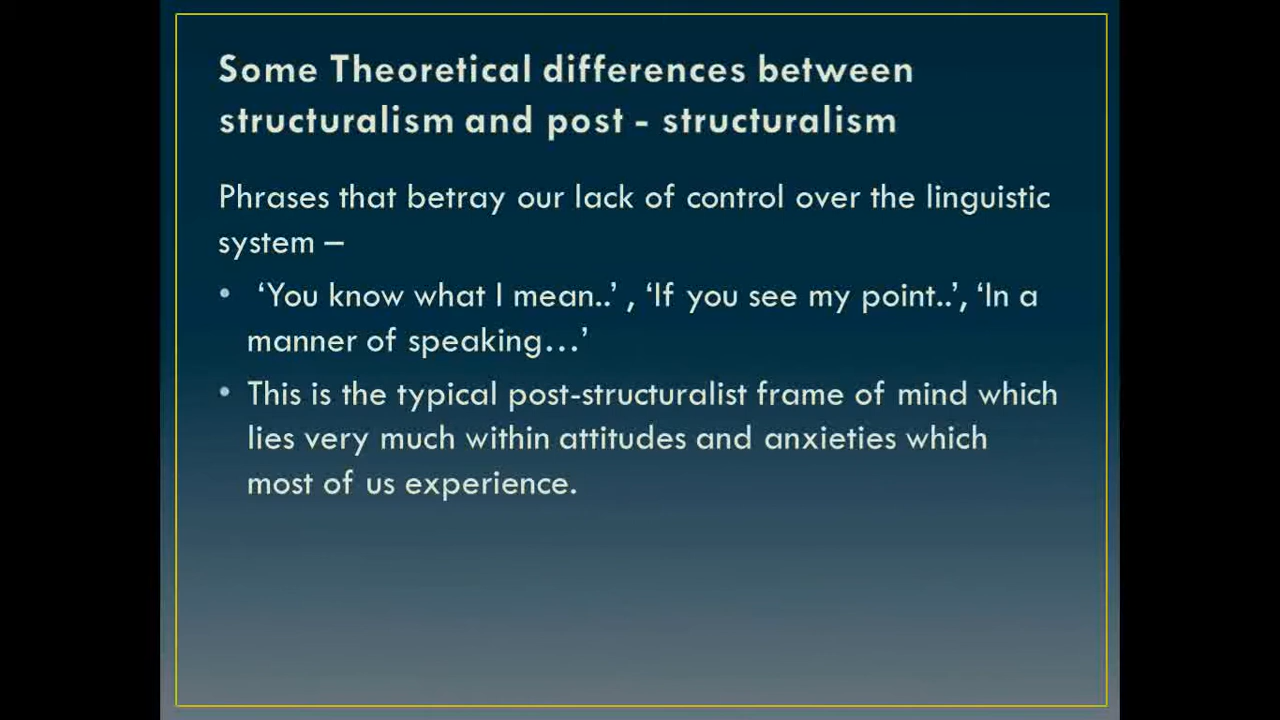 Some Theoretical differences between
structuralism and post - structuralism
Phrases that betray our lack of control over the linguistic
system –
• ‘You know what I mean..’ , ‘If you see my point..’, ‘In a
manner of speaking…’
• This is the typical post-structuralist frame of mind which
lies very much within attitudes and anxieties which
most of us experience.